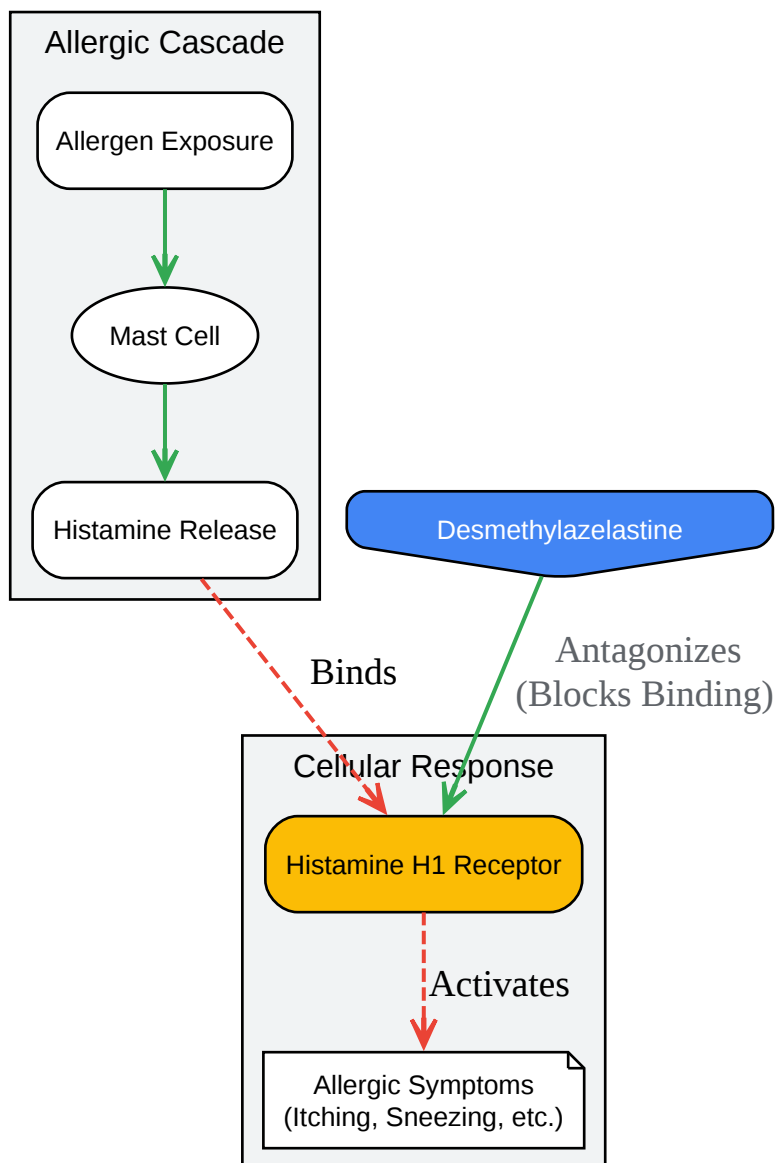 Allergic Cascade
Allergen Exposure
Mast Cell
Histamine Release
Desmethylazelastine
Binds
Antagonizes
(Blocks Binding)
Cellular Response
Histamine H1 Receptor
Activates
Allergic Symptoms
(Itching, Sneezing, etc.)